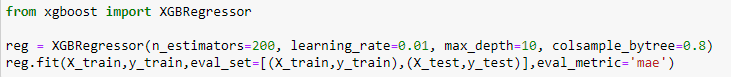 from xgboost import XGBRegressor
reg = XGBRegressor(n_estimators=200, learning_rate=0.01, max_depth=10, colsample_bytree=0.8)
reg.fit(X_train,y_train,eval_set=[(X_train,y_train),(X_test,y_test)],eval_metric='mae')